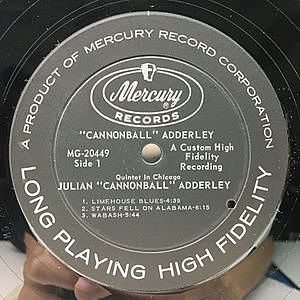 A PRODUCT OF MERCURY RECORD CORPORATION
Mercury
RECORDS
"CANNONBALL" ADDERLEY
MG-20449
Side 1
A Custom High
Fidelity
Recording
Quintet In Chicago
JULIAN "CANNONBALL" ADDERLEY
1. LIMEHOUSE BLUES-4:39
2. STARS FELL ON ALABAMA-6:15
3. WABASH-5:44
LONG PLAYING HIGH FIDELITY